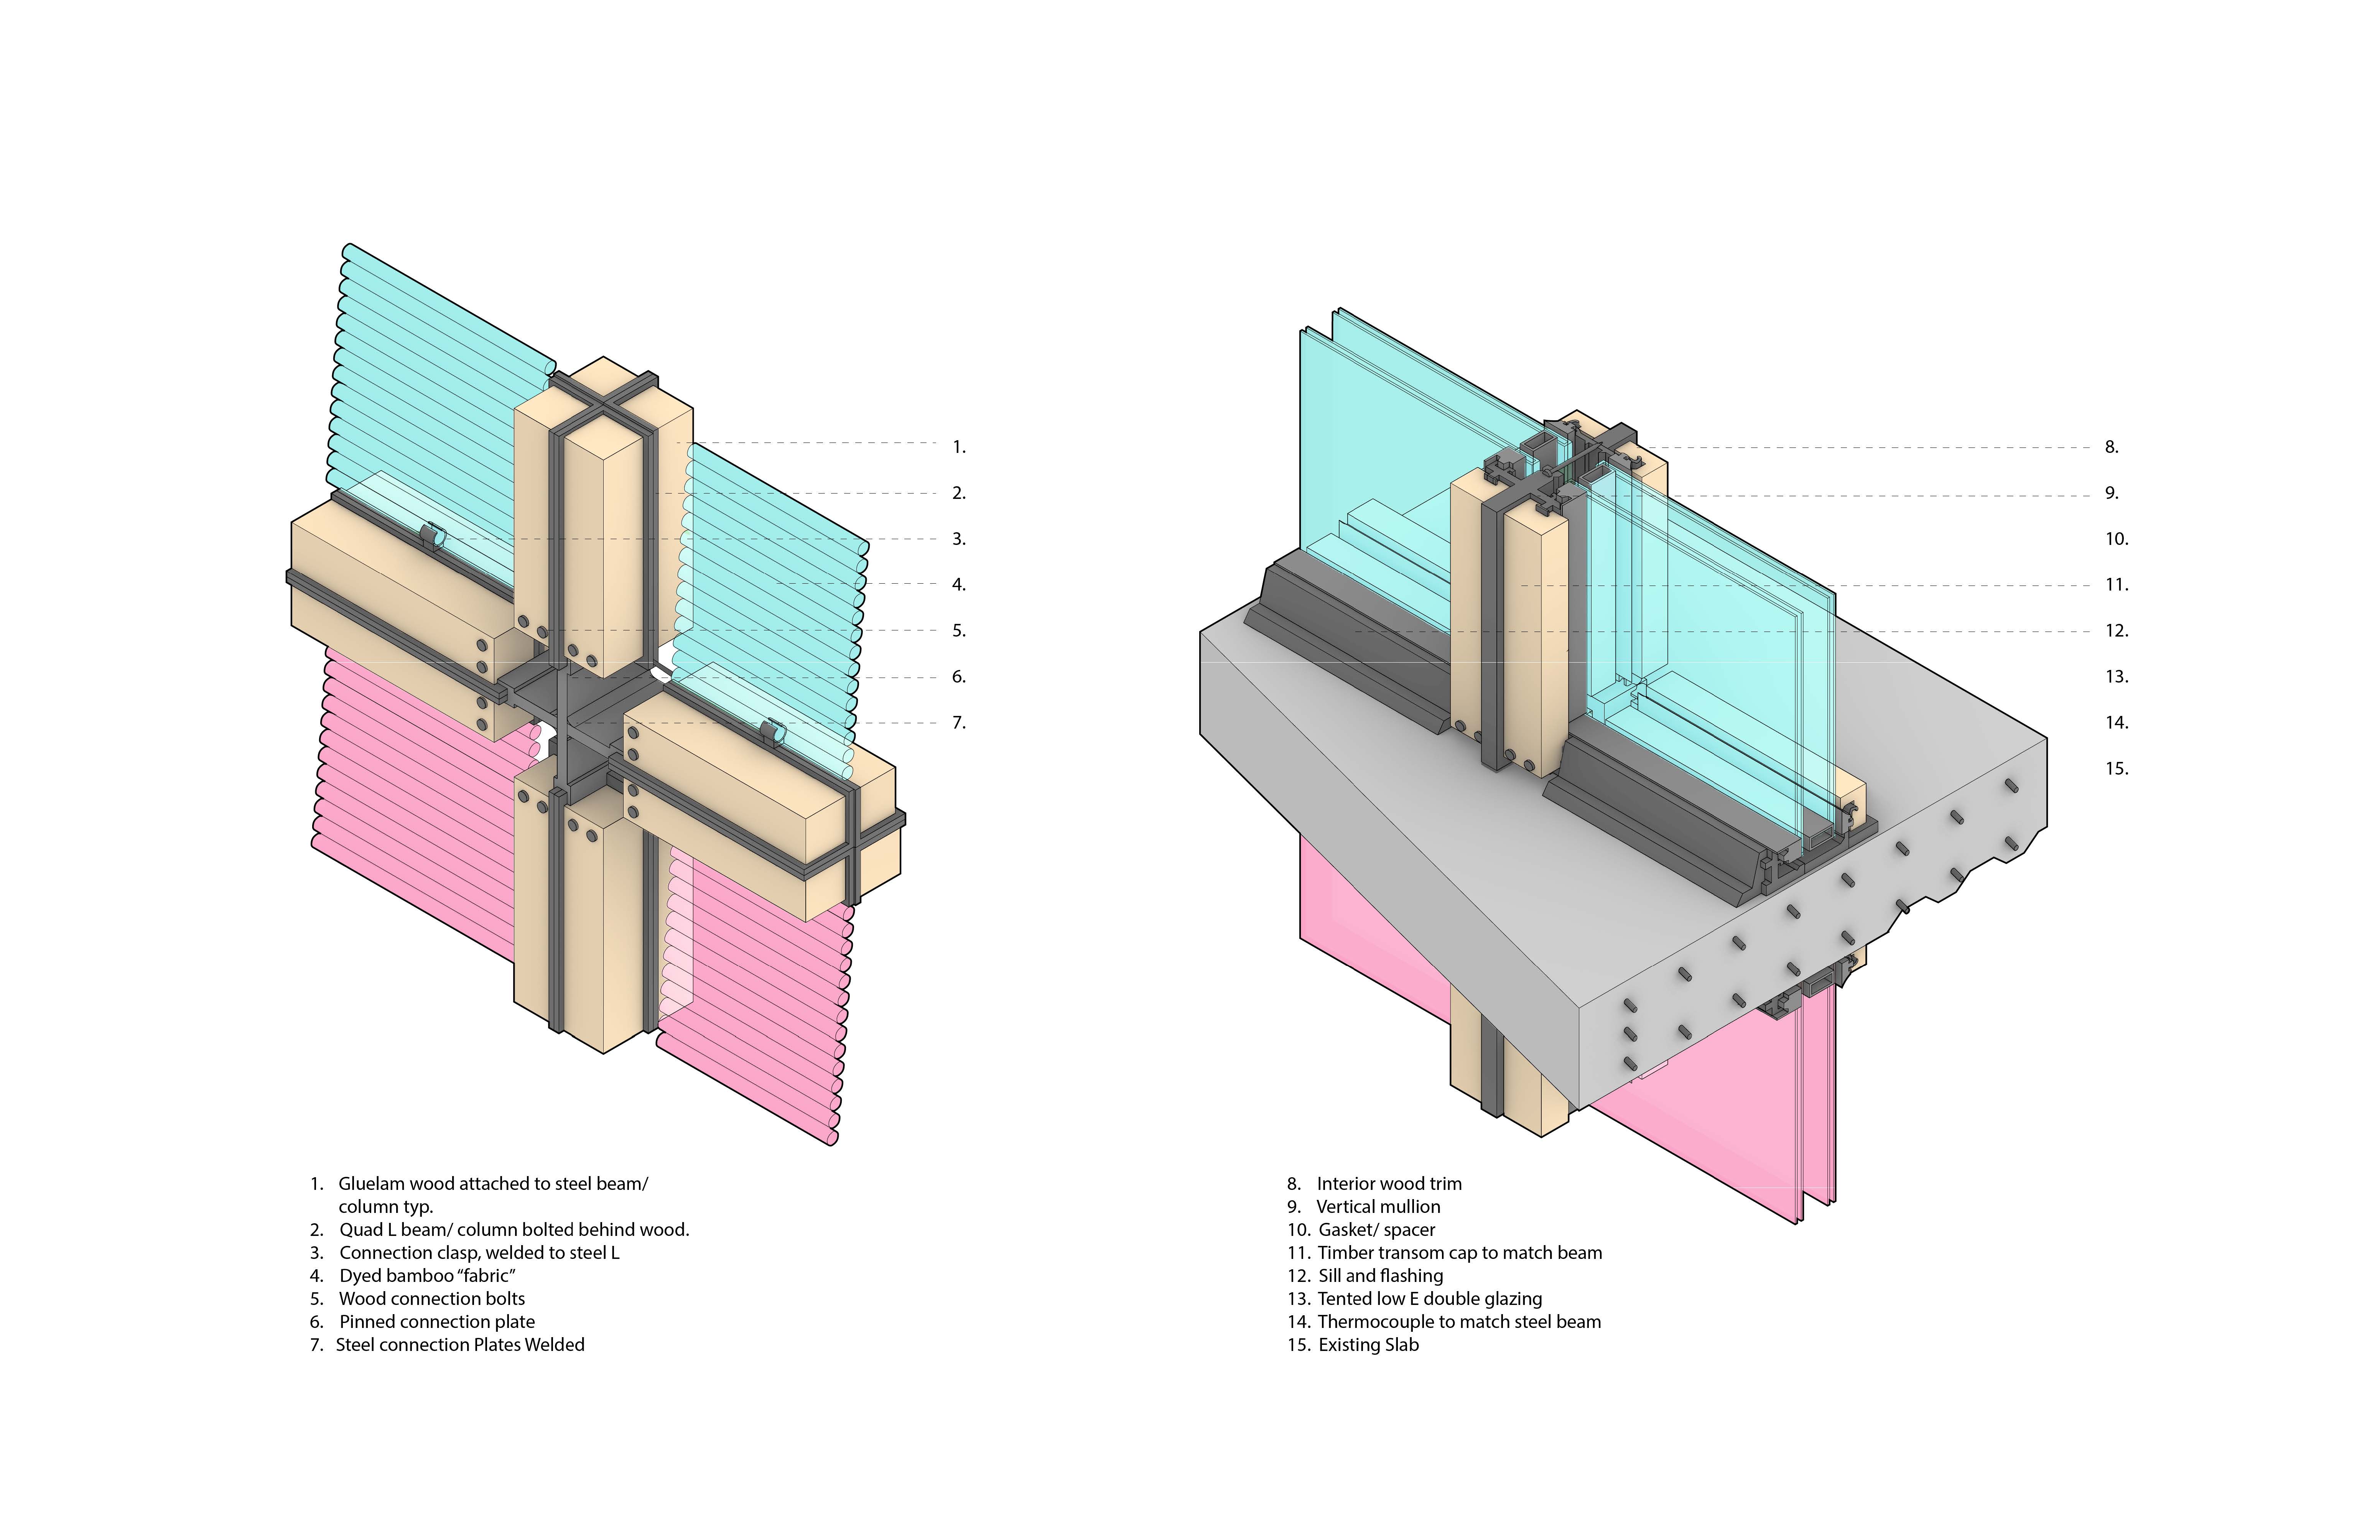 1.
2.
3.
4.
5.
6.
7.
8.
9.
10.
11.
12.
13.
14.
15.
1. Gluelam wood attached to steel beam/
column typ.
2. Quad L beam/ column bolted behind wood.
3. Connection clasp, welded to steel L
4. Dyed bamboo “fabric”
5. Wood connection bolts
6. Pinned connection plate
7. Steel connection Plates Welded
8. Interior wood trim
9. Vertical mullion
10. Gasket/ spacer
11. Timber transom cap to match beam
12. Sill and flashing
13. Tented low E double glazing
14. Thermocouple to match steel beam
15. Existing Slab